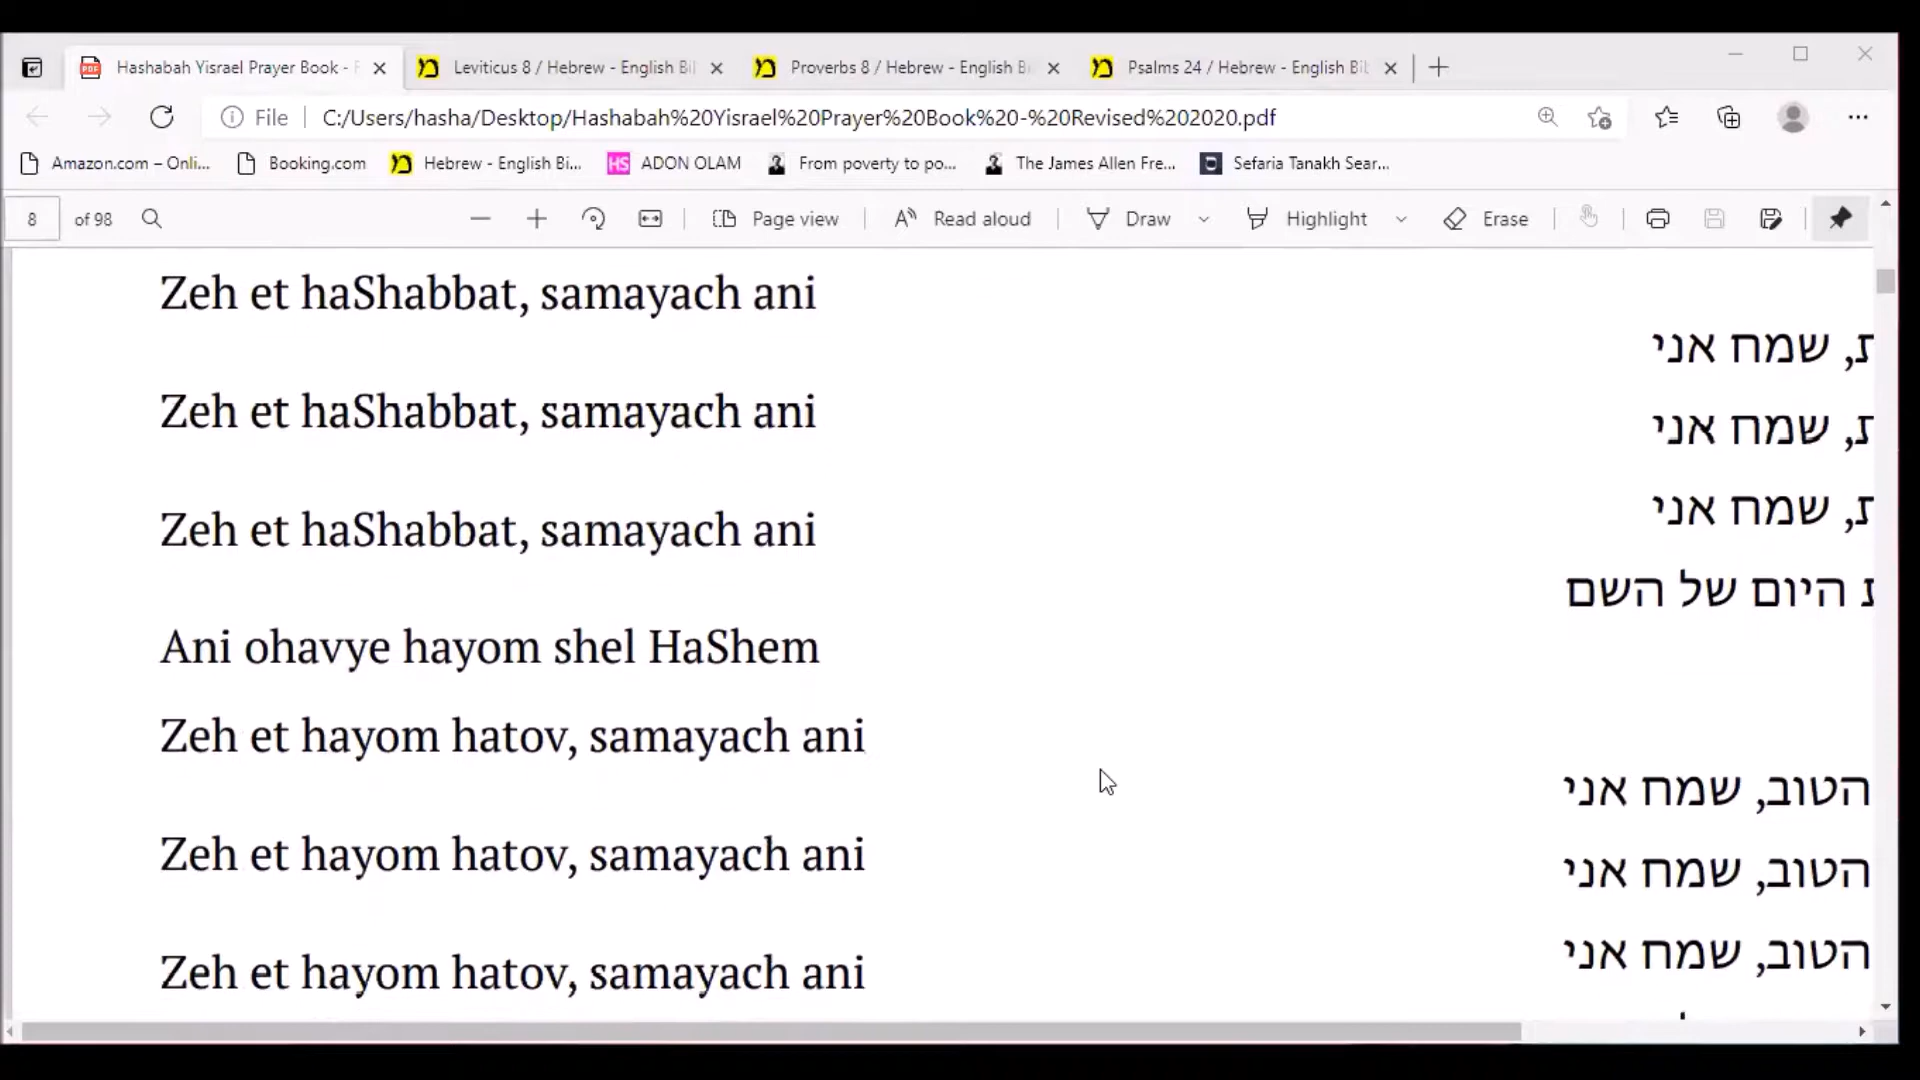 Hashabah Yisrael Prayer Book -
Leviticus 8 / Hebrew - English Bi
Proverbs 8 / Hebrew - English B
Psalms 24 / Hebrew - English Bib
File
C:/Users/hasha/Desktop/Hashabah%20Yisrael%20Prayer%20Book%20-%20Revised%202020.pdf
Amazon.com – Onli...
Booking.com
Hebrew - English Bi...
HS ADON OLAM
From poverty to po...
The James Allen Fre...
Sefaria Tanakh Sear...
8 of 98
Page view
Read aloud
Draw
Highlight
Erase
Zeh et haShabbat, samayach ani
ת, שמח אני
Zeh et haShabbat, samayach ani
ת, שמח אני
Zeh et haShabbat, samayach ani
ת, שמח אני
ת היום של השם
Ani ohavye hayom shel HaShem
Zeh et hayom hatov, samayach ani
הטוב, שמח אני
Zeh et hayom hatov, samayach ani
הטוב, שמח אני
Zeh et hayom hatov, samayach ani
הטוב, שמח אני